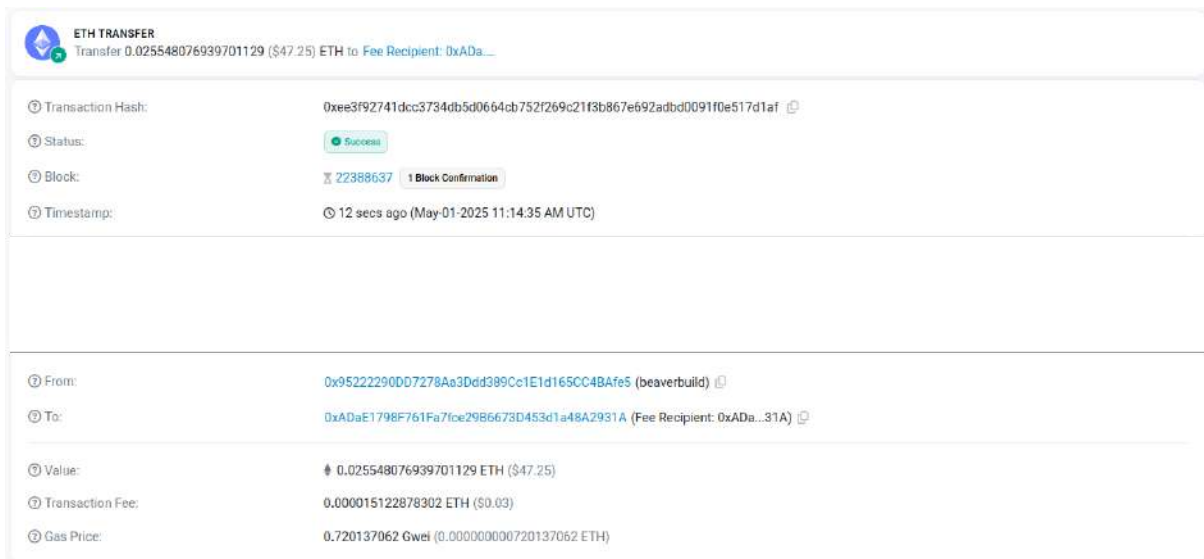 ETH TRANSFER
Transfer 0.025548076939701129 ($47.25) ETH to Fee Recipient: 0xADa....
Transaction Hash: 0xee3f92741dcc3734db5d0664cb752f269c21f3b867e692adbd0091f0e517d1af
Status: Success
Block: 22388637 1 Block Confirmation
Timestamp: 12 secs ago (May-01-2025 11:14:35 AM UTC)
From: 0x95222290DD7278Aa3Ddd389Cc1E1d165CC4BAfe5 (beaverbuild)
To: 0xADaE1798F761Fa7fce29B6673D453d1a48A2931A (Fee Recipient: 0xADa...31A)
Value: 0.025548076939701129 ETH ($47.25)
Transaction Fee: 0.000015122878302 ETH ($0.03)
Gas Price: 0.720137062 Gwei (0.000000000720137062 ETH)